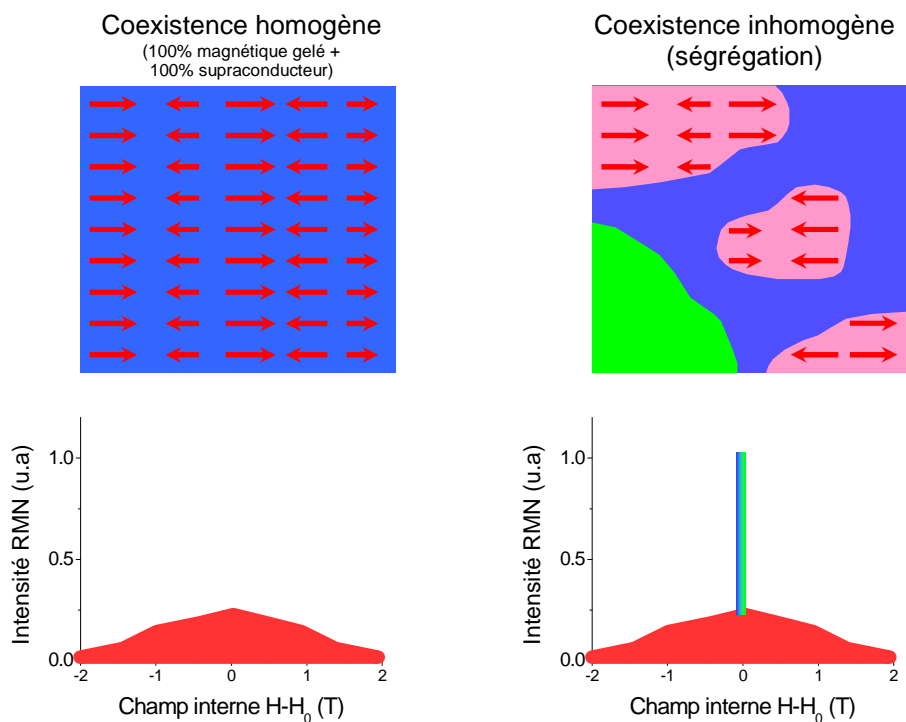 Coexistence homogène
(100% magnétique gelé +
100% supraconducteur)
Coexistence inhomogène
(ségrégation)
Intensité RMN (u.a)
1.0
0.5
0.0
-2
-1
0
1
2
Champ interne H-H₀ (T)
Intensité RMN (u.a)
1.0
0.5
0.0
-2
-1
0
1
2
Champ interne H-H₀ (T)